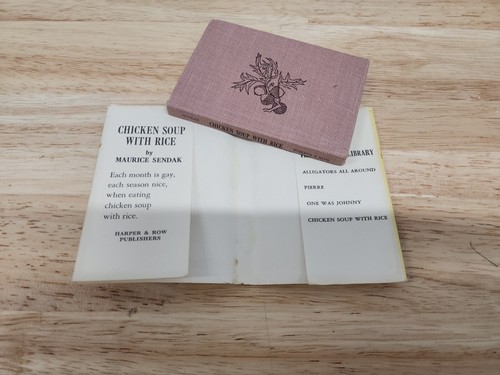 CHICKEN SOUP WITH RICE
CHICKEN SOUP
WITH RICE
by
MAURICE SENDAK
Each month is gay,
each season nice,
when eating
chicken soup
with rice.
HARPER & ROW
PUBLISHERS
LIBRARY
ALLIGATORS ALL AROUND
PIERRE
ONE WAS JOHNNY
CHICKEN SOUP WITH RICE